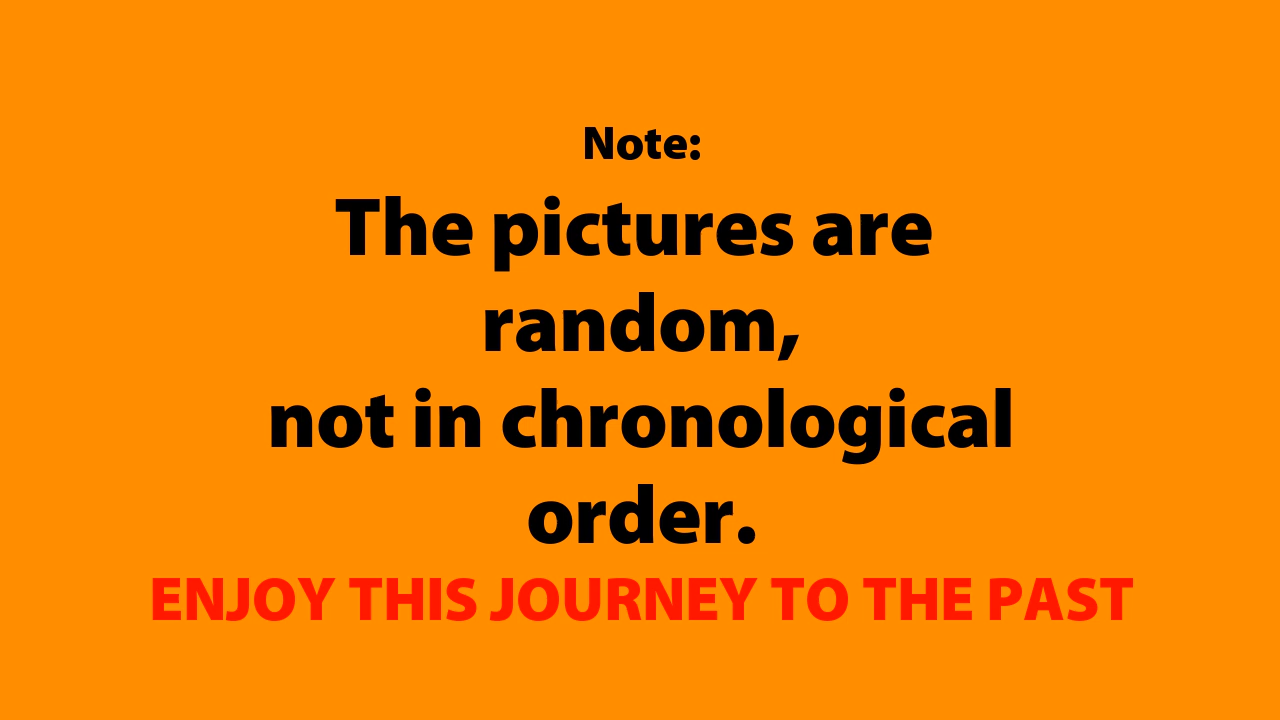 Note:
The pictures are
random,
not in chronological
order.
ENJOY THIS JOURNEY TO THE PAST